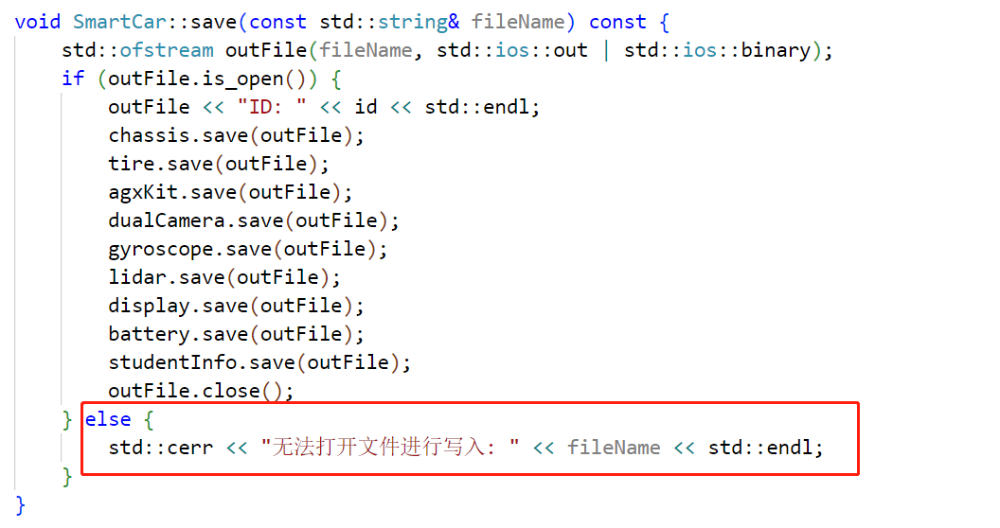 void SmartCar::save(const std::string& fileName) const {
    std::ofstream outFile(fileName, std::ios::out | std::ios::binary);
    if (outFile.is_open()) {
        outFile << "ID: " << id << std::endl;
        chassis.save(outFile);
        tire.save(outFile);
        agxKit.save(outFile);
        dualCamera.save(outFile);
        gyroscope.save(outFile);
        lidar.save(outFile);
        display.save(outFile);
        battery.save(outFile);
        studentInfo.save(outFile);
        outFile.close();
    } else {
        std::cerr << "无法打开文件进行写入: " << fileName << std::endl;
    }
}